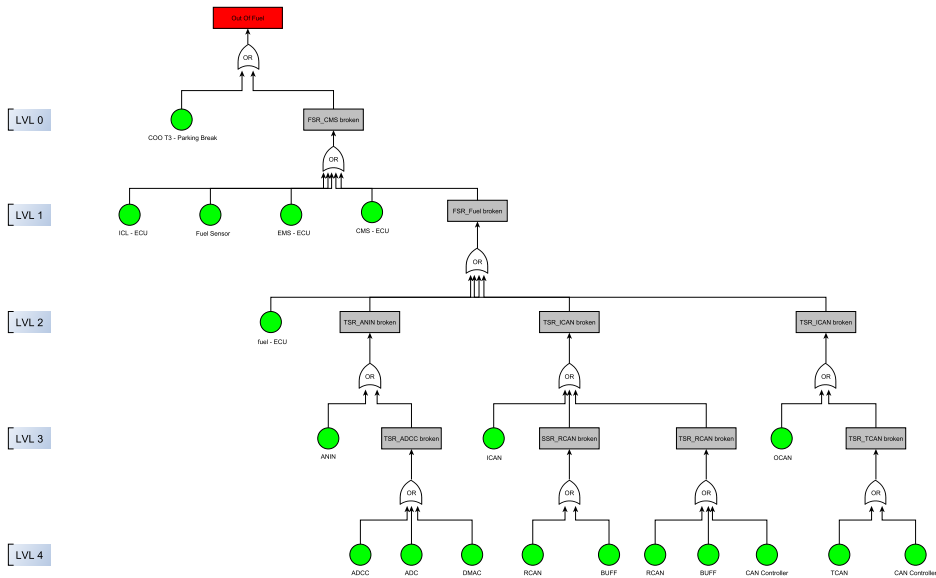 Out Of Fuel
OR
LVL 0
FSR_CMS broken
COO T3 - Parking Break
OR
LVL 1
FSR_Fuel broken
ICL - ECU
Fuel Sensor
EMS - ECU
CMS - ECU
OR
LVL 2
TSR_ANIN broken
TSR_ICAN broken
TSR_ICAN broken
fuel - ECU
OR
OR
OR
LVL 3
TSR_ADCC broken
SSR_RCAN broken
TSR_RCAN broken
TSR_TCAN broken
ANIN
ICAN
OCAN
OR
OR
OR
OR
LVL 4
ADCC
ADC
DMAC
RCAN
BUFF
RCAN
BUFF
CAN Controller
TCAN
CAN Controller